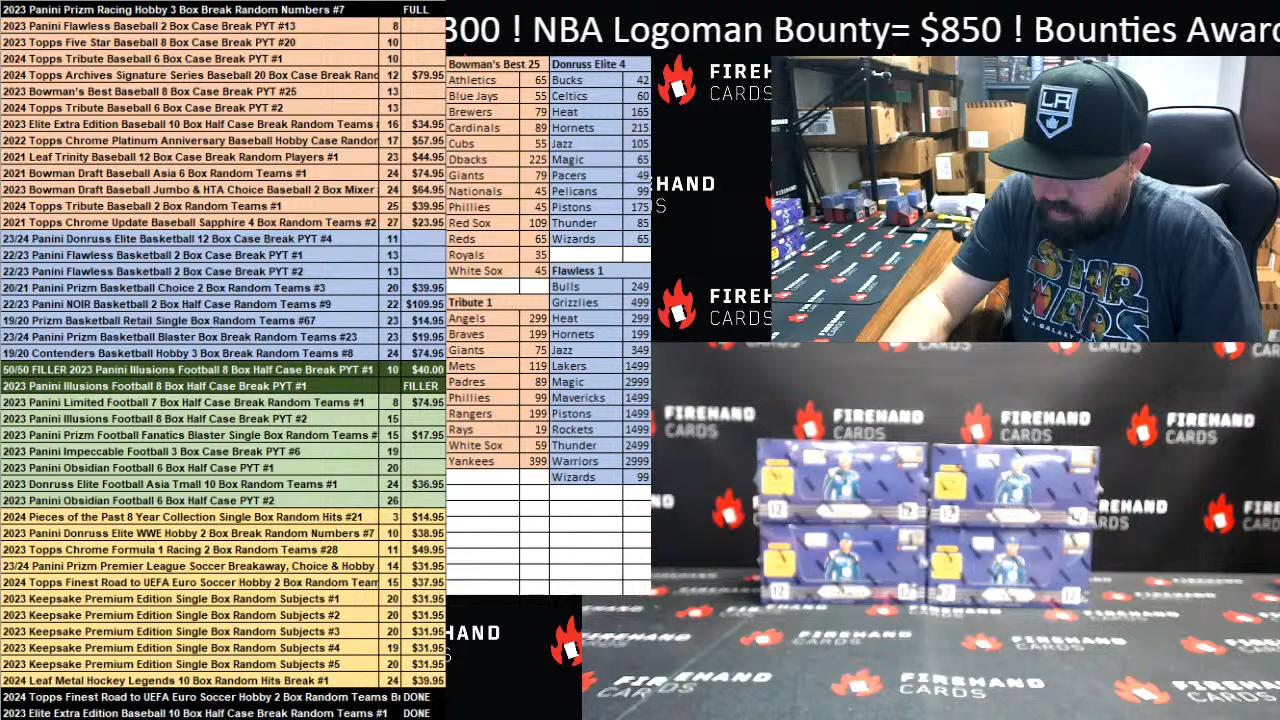 300 ! NBA Logoman Bounty= $850 ! Bounties Award
2023 Panini Prizm Racing Hobby 3 Box Break Random Numbers #7 FULL
2023 Panini Flawless Baseball 2 Box Break PYT #13 8
2023 Topps Five Star Baseball 8 Box Case Break PYT #20 10
2024 Topps Tribute Baseball 6 Box Case Break PYT #1 10
2024 Topps Archives Signature Series Baseball 20 Box Case Break Ranc 12 $79.95
2023 Bowman's Best Baseball 8 Box Case Break PYT #25 13
2024 Topps Tribute Baseball 6 Box Case Break PYT #2 13
2023 Elite Extra Edition Baseball 10 Box Half Case Break Random Teams 16 $34.95
2022 Topps Chrome Platinum Anniversary Baseball Hobby Case Randor 17 $57.95
2021 Leaf Trinity Baseball 12 Box Case Break Random Players #1 23 $44.95
2021 Bowman Draft Baseball Asia 6 Box Random Teams #1 24 $74.95
2023 Bowman Draft Baseball Jumbo & HTA Choice Baseball 2 Box Mixer 24 $64.95
2024 Topps Tribute Baseball 2 Box Random Teams #1 25 $39.95
2021 Topps Chrome Update Baseball Sapphire 4 Box Random Teams #2 27 $23.95
23/24 Panini Donruss Elite Basketball 12 Box Case Break PYT #4 11
22/23 Panini Flawless Basketball 2 Box Case Break PYT #1 13
22/23 Panini Flawless Basketball 2 Box Case Break PYT #2 13
20/21 Panini Prizm Basketball Choice 2 Box Random Teams #3 20 $39.95
22/23 Panini NOIR Basketball 2 Box Half Case Random Teams #9 22 $109.95
19/20 Prizm Basketball Retail Single Box Random Teams #67 23 $14.95
23/24 Panini Prizm Basketball Blaster Box Break Random Teams #23 23 $19.95
19/20 Contenders Basketball Hobby 3 Box Break Random Teams #8 24 $74.95
50/50 FILLER 2023 Panini Illusions Football 8 Box Half Case Break PYT #1 10 $40.00
2023 Panini Illusions Football 8 Box Half Case Break PYT #1 FILLER
2023 Panini Limited Football 7 Box Half Case Break Random Teams #1 8 $74.95
2023 Panini Illusions Football 8 Box Half Case Break PYT #2 15
2023 Panini Prizm Football Fanatics Blaster Single Box Random Teams # 15 $17.95
2023 Panini Impeccable Football 3 Box Case Break PYT #6 19
2023 Panini Obsidian Football 6 Box Half Case PYT #1 20
2023 Donruss Elite Football Asia Tmall 10 Box Random Teams #1 24 $36.95
2023 Panini Obsidian Football 6 Box Half Case PYT #2 26
2024 Pieces of the Past 8 Year Collection Single Box Random Hits #21 3 $14.95
2023 Panini Donruss Elite WWE Hobby 2 Box Break Random Numbers #7 10 $38.95
2023 Topps Chrome Formula 1 Racing 2 Box Random Teams #28 11 $49.95
23/24 Panini Prizm Premier League Soccer Breakaway, Choice & Hobby 14 $31.95
2024 Topps Finest Road to UEFA Euro Soccer Hobby 2 Box Random Team 15 $37.95
2023 Keepsake Premium Edition Single Box Random Subjects #1 20 $31.95
2023 Keepsake Premium Edition Single Box Random Subjects #2 20 $31.95
2023 Keepsake Premium Edition Single Box Random Subjects #3 20 $31.95
2023 Keepsake Premium Edition Single Box Random Subjects #4 19 $31.95
2023 Keepsake Premium Edition Single Box Random Subjects #5 20 $31.95
2024 Leaf Metal Hockey Legends 10 Box Random Hits Break #1 24 $39.95
2024 Topps Finest Road to UEFA Euro Soccer Hobby 2 Box Random Teams B DONE
2023 Elite Extra Edition Baseball 10 Box Half Case Break Random Teams #1 DONE
Bowman's Best 25
Athletics 65
Blue Jays 55
Brewers 79
Cardinals 89
Cubs 55
Dbacks 225
Giants 79
Nationals 45
Phillies 45
Red Sox 109
Reds 65
Royals 35
White Sox 45
Tribute 1
Angels 299
Braves 199
Giants 75
Mets 119
Padres 89
Phillies 99
Rangers 199
Rays 19
White Sox 59
Yankees 399
Donruss Elite 4
Bucks 42
Celtics 60
Heat 165
Hornets 215
Jazz 105
Magic 65
Pacers 49
Pelicans 99
Pistons 175
Thunder 85
Wizards 65
Flawless 1
Bulls 249
Grizzlies 499
Heat 299
Hornets 199
Jazz 349
Lakers 1499
Magic 2999
Mavericks 1499
Pistons 1499
Rockets 1499
Thunder 2499
Warriors 2999
Wizards 99
FIREH
CARDS
EHAND
FIREH
CARDS
HAND
LA
STAR
WARS
FIREHAND
CARDS
FIREHAND
CARDS
FIREHAND
CARDS
12
12
12
12
FIREHAND
CARDS
FIREHAND
CARDS
FIREHAND
CARDS